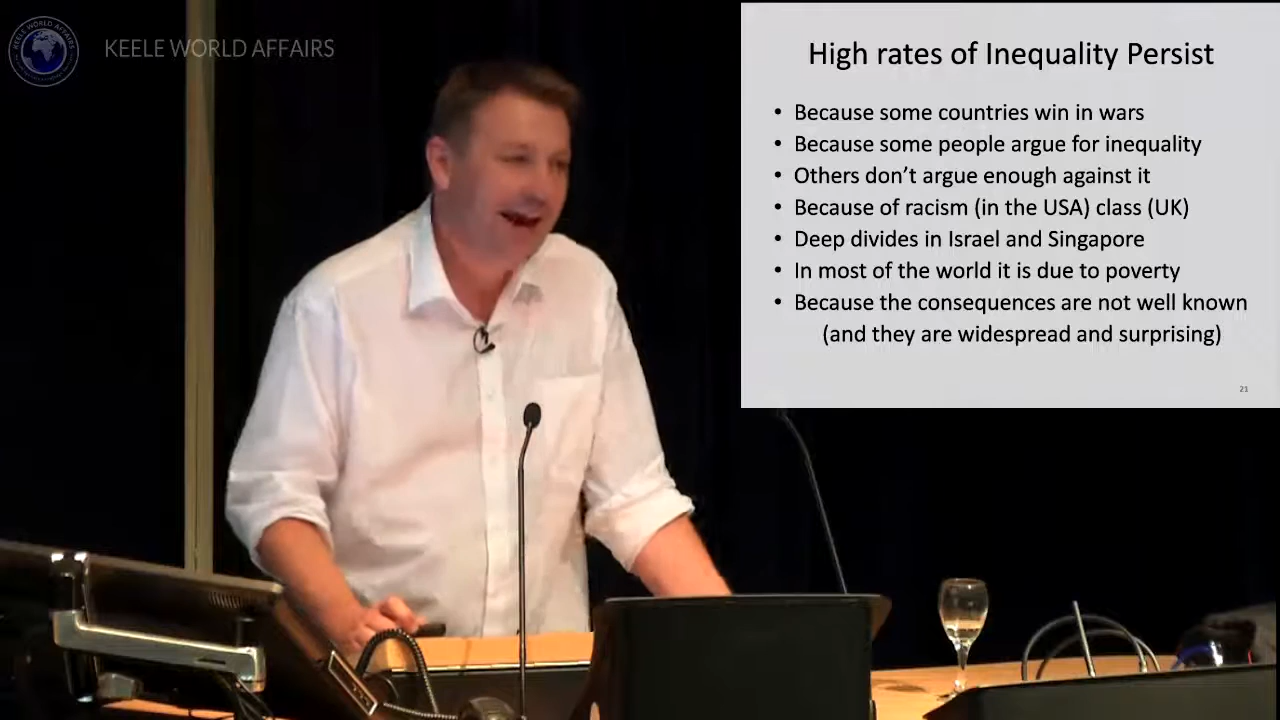 KEELE WORLD AFFAIRS
High rates of Inequality Persist
• Because some countries win in wars
• Because some people argue for inequality
• Others don't argue enough against it
• Because of racism (in the USA) class (UK)
• Deep divides in Israel and Singapore
• In most of the world it is due to poverty
• Because the consequences are not well known
(and they are widespread and surprising)
21